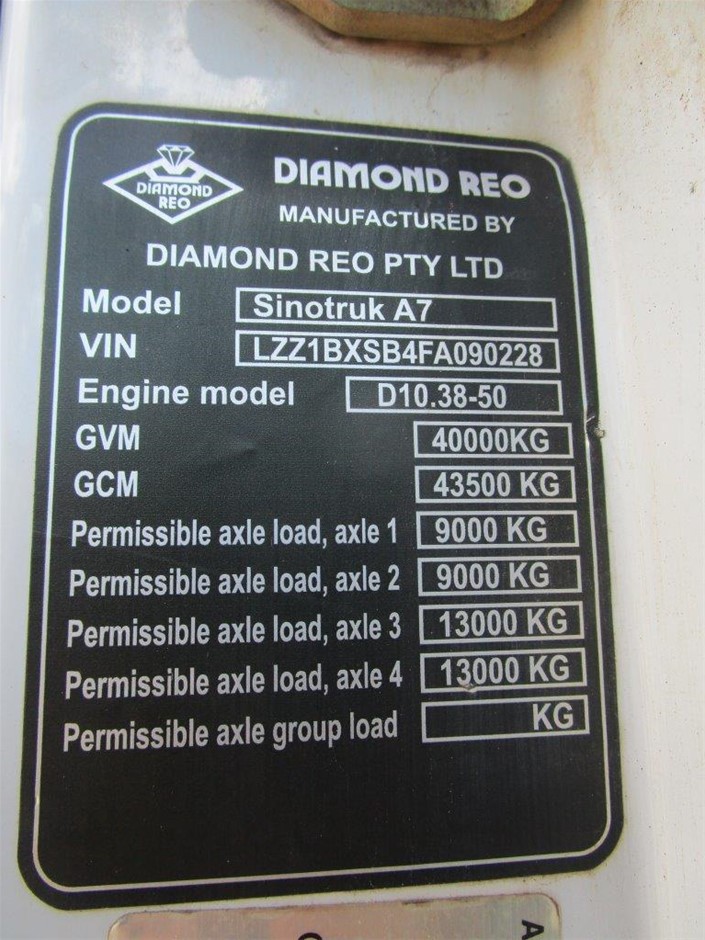 DIAMOND
REO
DIAMOND REO
MANUFACTURED BY
DIAMOND REO PTY LTD
Model Sinotruk A7
VIN LZZ1BXSB4FA090228
Engine model D10.38-50
GVM 40000KG
GCM 43500 KG
Permissible axle load, axle 1 9000 KG
Permissible axle load, axle 2 9000 KG
Permissible axle load, axle 3 13000 KG
Permissible axle load, axle 4 13000 KG
Permissible axle group load KG